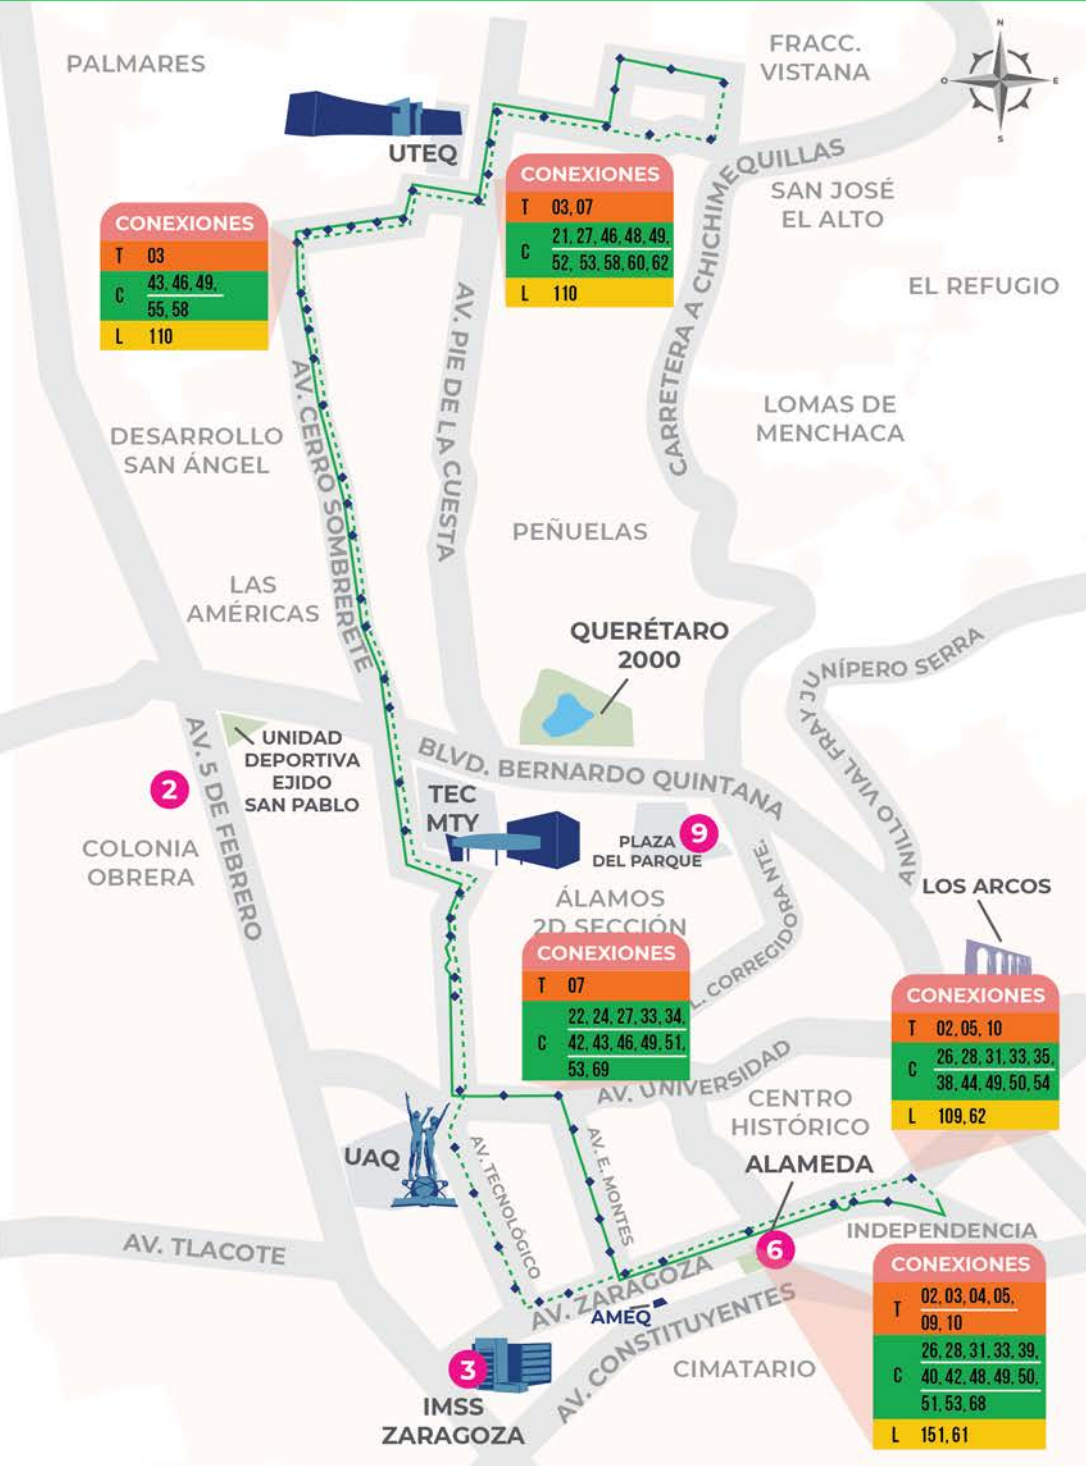 N
O
E
S
PALMARES
FRACC.
VISTANA
UTEQ
CARRETERA A CHICHIMEQUILLAS
SAN JOSÉ
EL ALTO
CONEXIONES
T 03, 07
C 21, 27, 46, 48, 49,
52, 53, 58, 60, 62
L 110
CONEXIONES
T 03
C 43, 46, 49,
55, 58
L 110
EL REFUGIO
AV. PIE DE LA CUESTA
AV. CERRO SOMBRERETE
LOMAS DE
MENCHACA
DESARROLLO
SAN ÁNGEL
PEÑUELAS
LAS
AMÉRICAS
QUERÉTARO
2000
ANILLO VIAL FRAY JUNÍPERO SERRA
UNIDAD
DEPORTIVA
EJIDO
SAN PABLO
AV. 5 DE FEBRERO
2
BLVD. BERNARDO QUINTANA
TEC
MTY
PLAZA
DEL PARQUE
9
COLONIA
OBRERA
ÁLAMOS
2D SECCIÓN
L. CORREGIDORA NTE.
LOS ARCOS
CONEXIONES
T 07
C 22, 24, 27, 33, 34,
42, 43, 46, 49, 51,
53, 69
CONEXIONES
T 02, 05, 10
C 26, 28, 31, 33, 35,
38, 44, 49, 50, 54
L 109, 62
AV. UNIVERSIDAD
CENTRO
HISTÓRICO
ALAMEDA
UAQ
AV. TECNOLÓGICO
AV. E. MONTES
AV. TLACOTE
INDEPENDENCIA
6
AV. ZARAGOZA
AMEQ
AV. CONSTITUYENTES
CIMATARIO
3
IMSS
ZARAGOZA
CONEXIONES
T 02, 03, 04, 05,
09, 10
C 26, 28, 31, 33, 39,
40, 42, 48, 49, 50,
51, 53, 68
L 151, 61